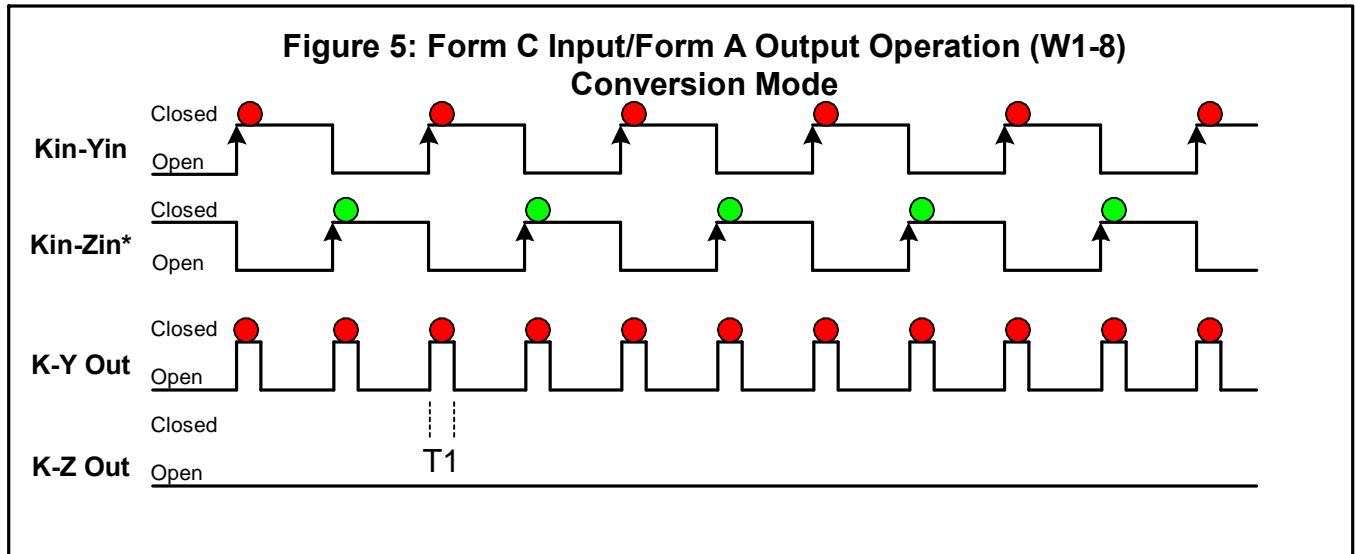 Figure 5: Form C Input/Form A Output Operation (W1-8)
Conversion Mode
Closed
Kin-Yin
Open
Closed
Kin-Zin*
Open
Closed
K-Y Out
Open
Closed
T1
K-Z Out
Open